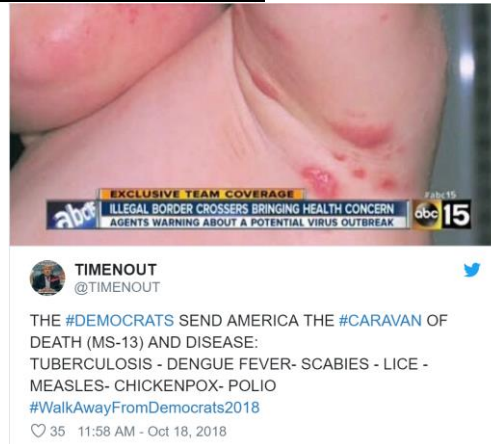 EXCLUSIVE TEAM COVERAGE
#abc15
abc15
ILLEGAL BORDER CROSSERS BRINGING HEALTH CONCERN
AGENTS WARNING ABOUT A POTENTIAL VIRUS OUTBREAK
abc 15
TIMENOUT
@TIMENOUT
THE #DEMOCRATS SEND AMERICA THE #CARAVAN OF
DEATH (MS-13) AND DISEASE:
TUBERCULOSIS - DENGUE FEVER- SCABIES - LICE -
MEASLES- CHICKENPOX- POLIO
#WalkAwayFromDemocrats2018
35 11:58 AM - Oct 18, 2018